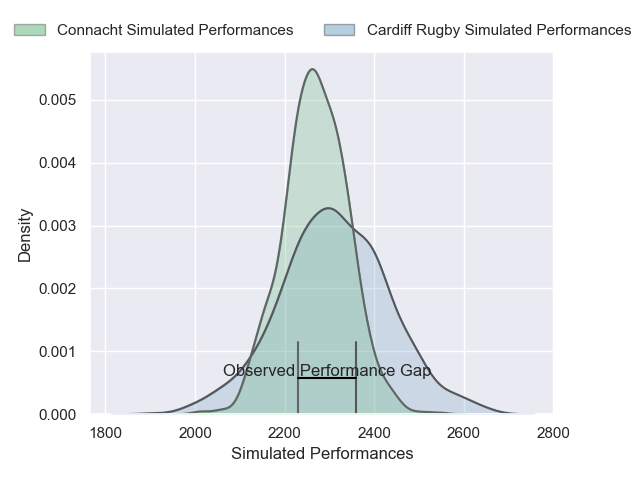 Connacht Simulated Performances
Cardiff Rugby Simulated Performances
Density
0.005
0.004
0.003
0.002
0.001
0.000
Observed Performance Gap
1800 2000 2200 2400 2600 2800
Simulated Performances